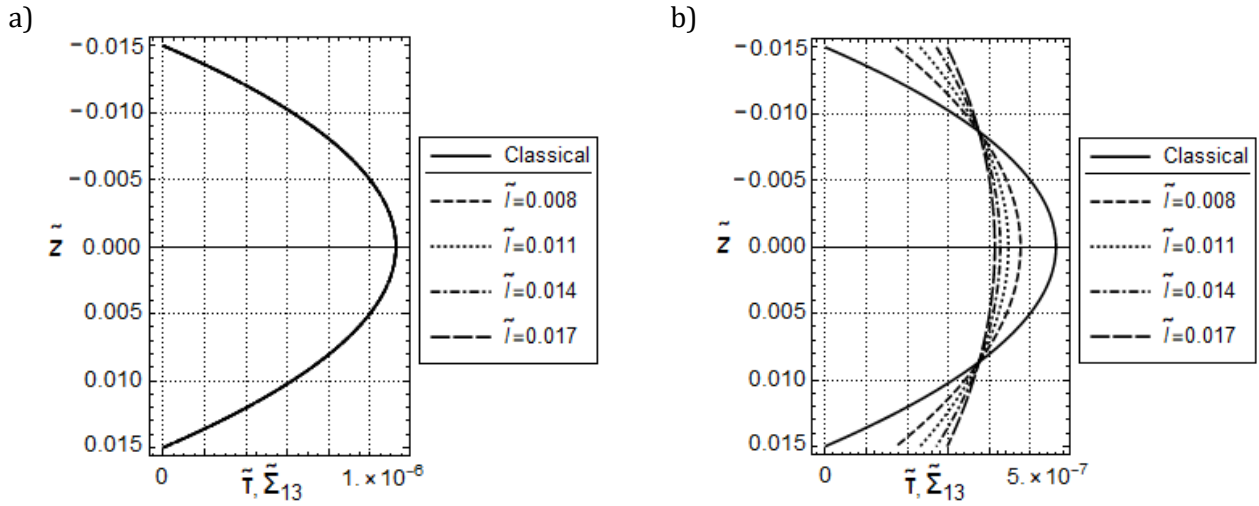 a)
−0.015
−0.010
−0.005
0.000
0.005
0.010
0.015
z̃
0
1.×10⁻⁶
τ̃, Σ̃₁₃
Classical
l̃=0.008
l̃=0.011
l̃=0.014
l̃=0.017
b)
−0.015
−0.010
−0.005
0.000
0.005
0.010
0.015
z̃
0
5.×10⁻⁷
τ̃, Σ̃₁₃
Classical
l̃=0.008
l̃=0.011
l̃=0.014
l̃=0.017